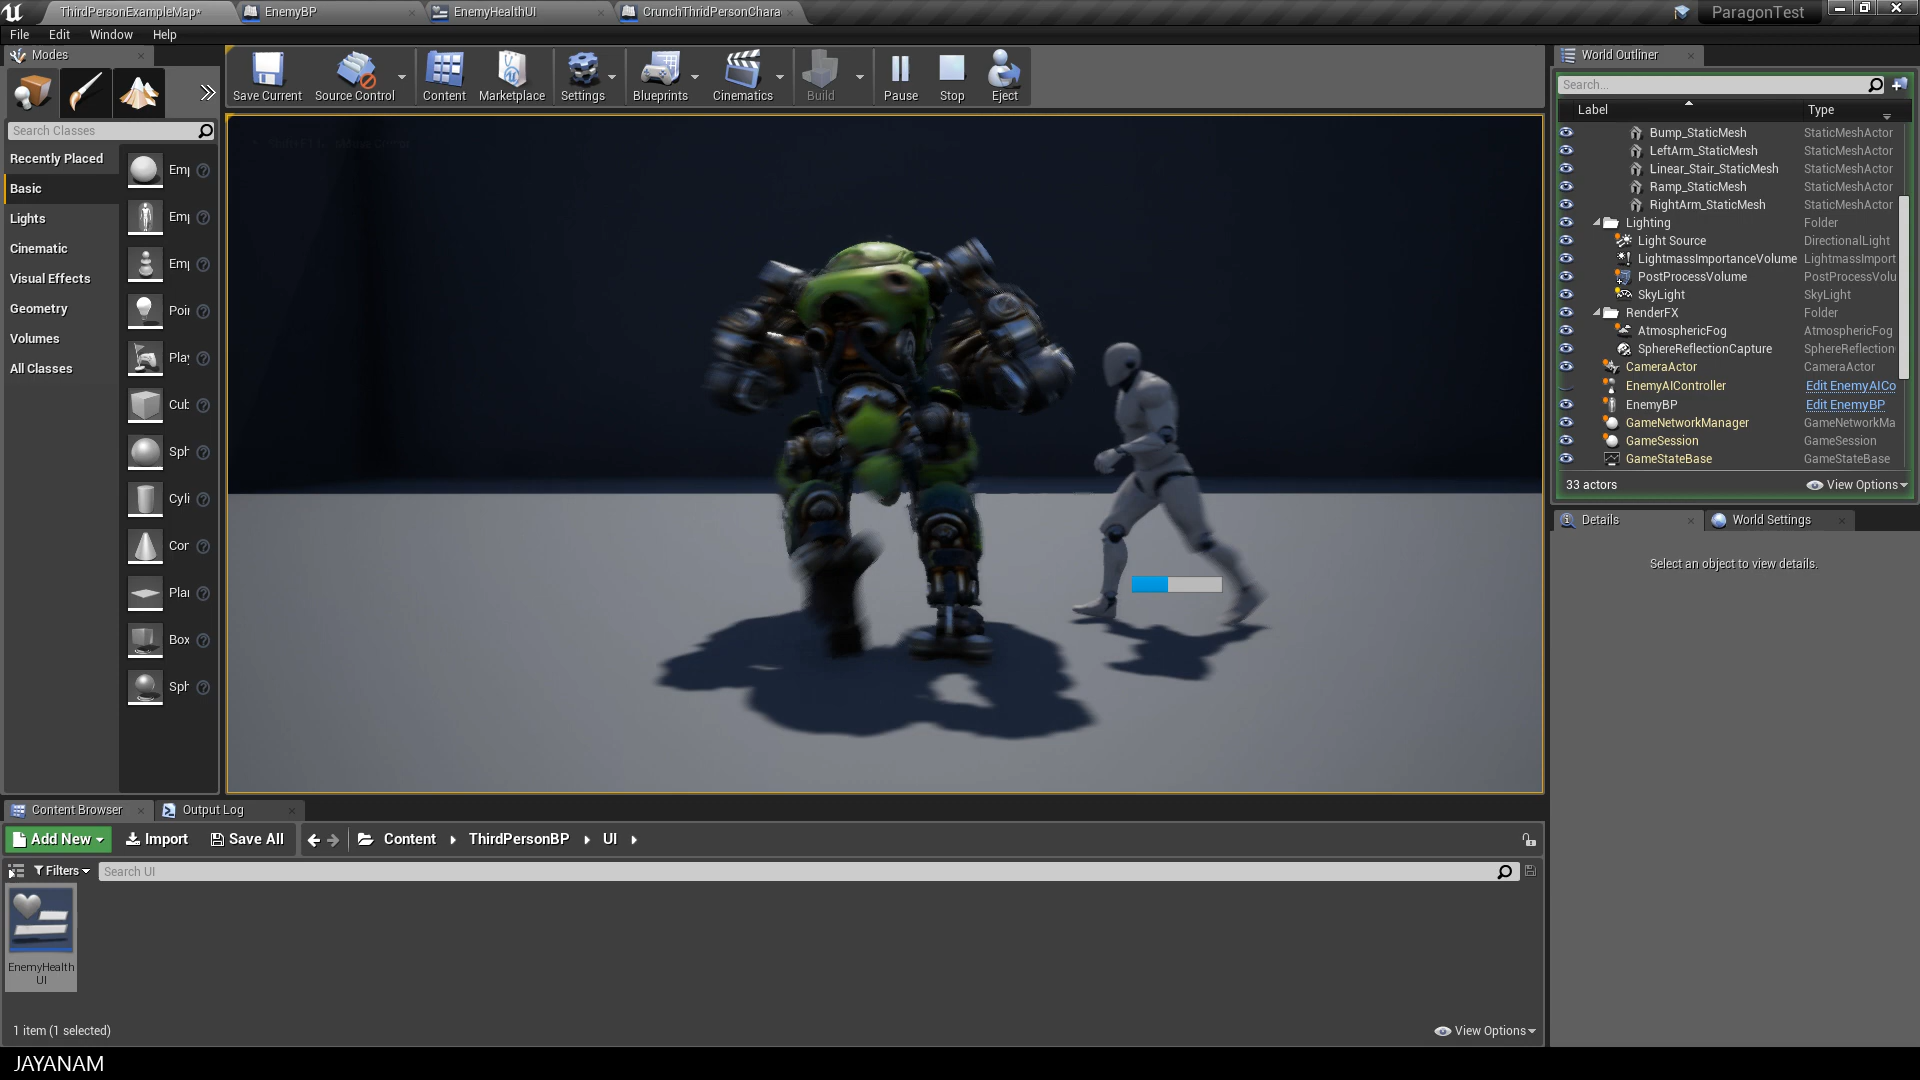 ThirdPersonExampleMap*
EnemyBP
EnemyHealthUI
CrunchThridPersonChara
ParagonTest
File
Edit
Window
Help
Modes
Save Current
Source Control
Content
Marketplace
Settings
Blueprints
Cinematics
Build
Pause
Stop
Eject
World Outliner
Search...
Label
Type
Search Classes
Recently Placed
Basic
Lights
Cinematic
Visual Effects
Geometry
Volumes
All Classes
Emp
Emp
Emp
Poi
Play
Cub
Sph
Cyli
Con
Plan
Box
Sph
Bump_StaticMesh StaticMeshActor
LeftArm_StaticMesh StaticMeshActor
Linear_Stair_StaticMesh StaticMeshActor
Ramp_StaticMesh StaticMeshActor
RightArm_StaticMesh StaticMeshActor
Lighting Folder
Light Source DirectionalLight
LightmassImportanceVolume LightmassImport
PostProcessVolume PostProcessVolu
SkyLight SkyLight
RenderFX Folder
AtmosphericFog AtmosphericFog
SphereReflectionCapture SphereReflection
CameraActor CameraActor
EnemyAIController Edit EnemyAICo
EnemyBP Edit EnemyBP
GameNetworkManager GameNetworkMa
GameSession GameSession
GameStateBase GameStateBase
33 actors
View Options
Details
World Settings
Select an object to view details.
Content Browser
Output Log
Add New
Import
Save All
Content
ThirdPersonBP
UI
Filters
Search UI
EnemyHealth
UI
1 item (1 selected)
View Options
JAYANAM